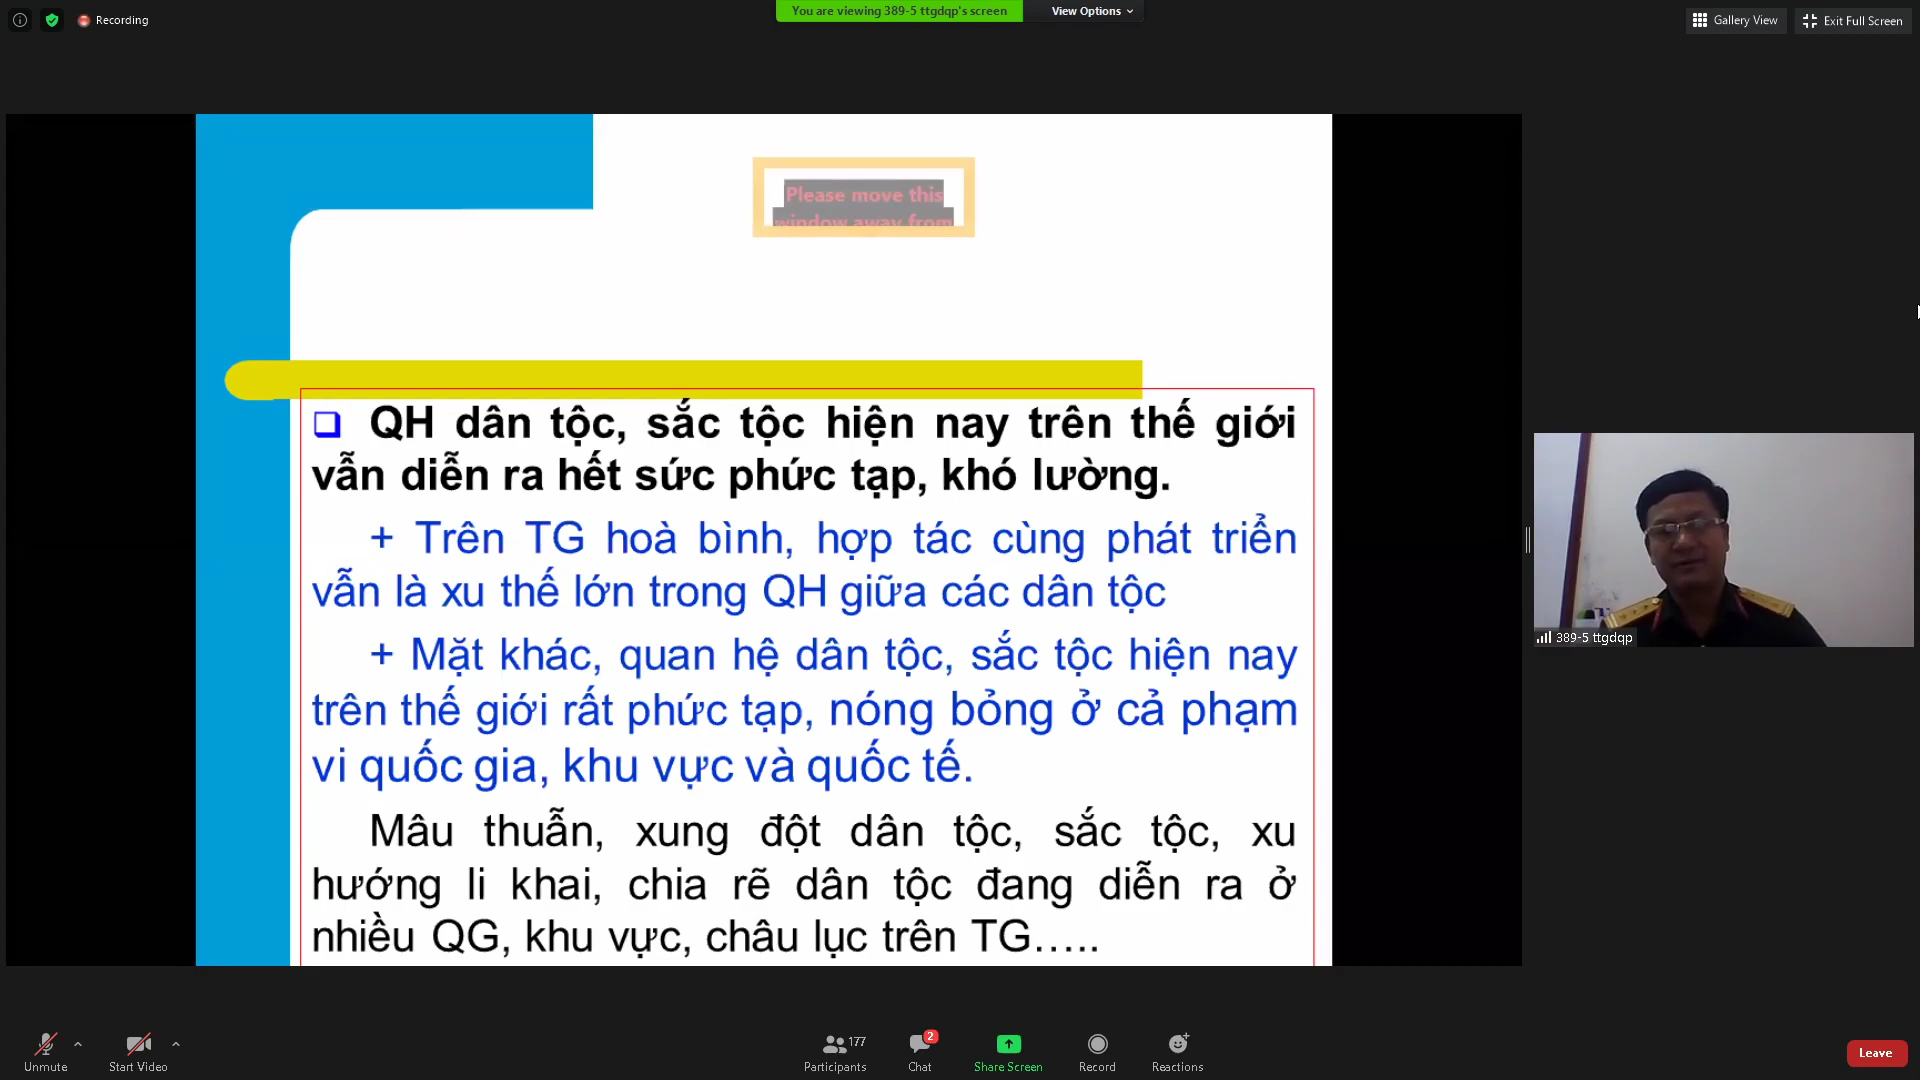 Recording
You are viewing 389-5 ttgdqp's screen
View Options
Gallery View
Exit Full Screen
Please move this
window away from
QH dân tộc, sắc tộc hiện nay trên thế giới
vẫn diễn ra hết sức phức tạp, khó lường.
+ Trên TG hoà bình, hợp tác cùng phát triển
vẫn là xu thế lớn trong QH giữa các dân tộc
+ Mặt khác, quan hệ dân tộc, sắc tộc hiện nay
trên thế giới rất phức tạp, nóng bỏng ở cả phạm
vi quốc gia, khu vực và quốc tế.
Mâu thuẫn, xung đột dân tộc, sắc tộc, xu
hướng li khai, chia rẽ dân tộc đang diễn ra ở
nhiều QG, khu vực, châu lục trên TG…..
389-5 ttgdqp
Unmute
Start Video
177
Participants
2
Chat
Share Screen
Record
Reactions
Leave